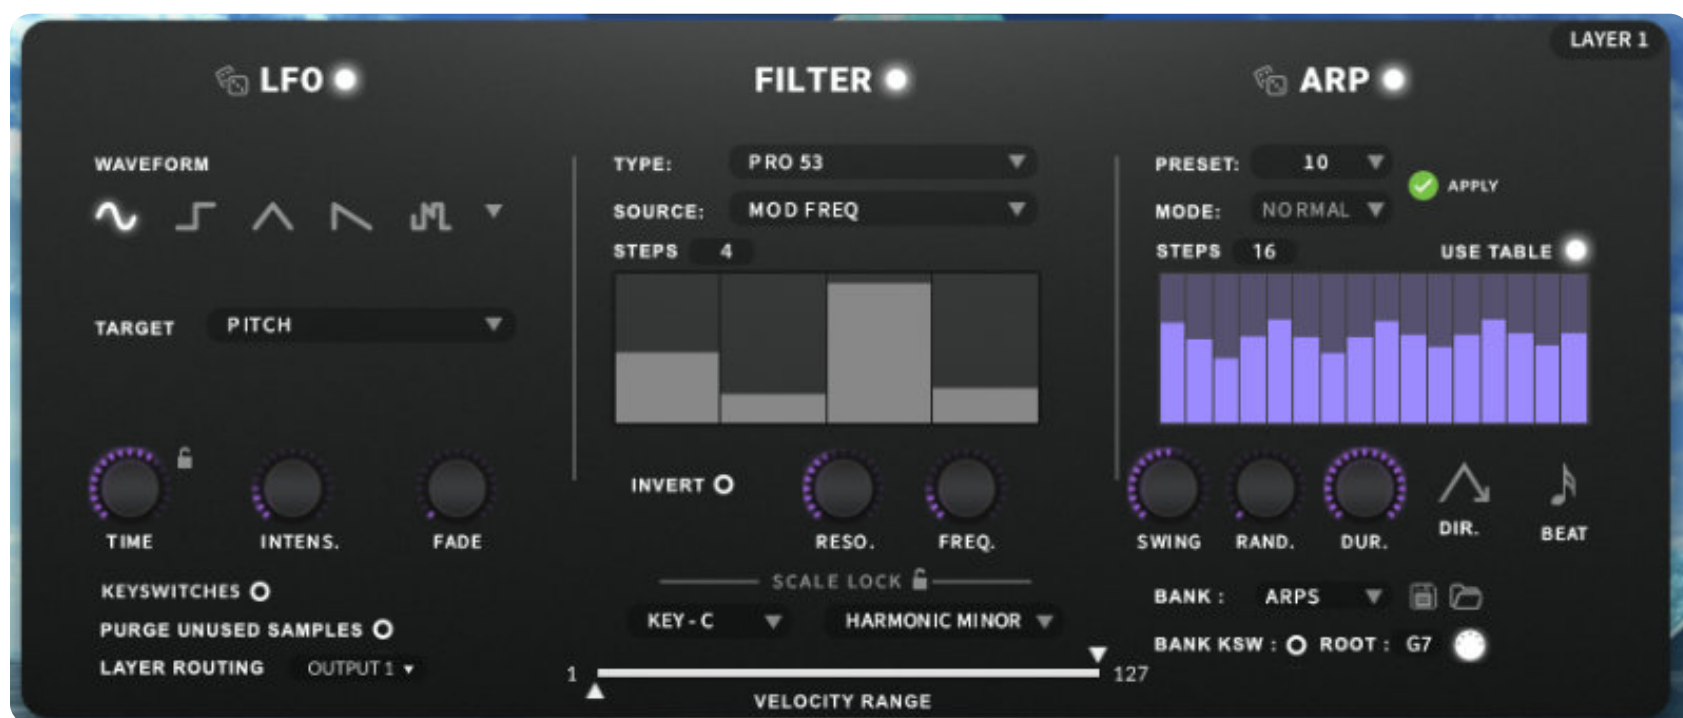 LAYER 1
LFO
WAVEFORM
TARGET PITCH
TIME INTENS. FADE
KEYSWITCHES
PURGE UNUSED SAMPLES
LAYER ROUTING OUTPUT 1
FILTER
TYPE: PRO 53
SOURCE: MOD FREQ
STEPS 4
INVERT
RESO. FREQ.
SCALE LOCK
KEY - C HARMONIC MINOR
1 127
VELOCITY RANGE
ARP
PRESET: 10
APPLY
MODE: NORMAL
STEPS 16 USE TABLE
SWING RAND. DUR. DIR. BEAT
BANK : ARPS
BANK KSW : ROOT : G7